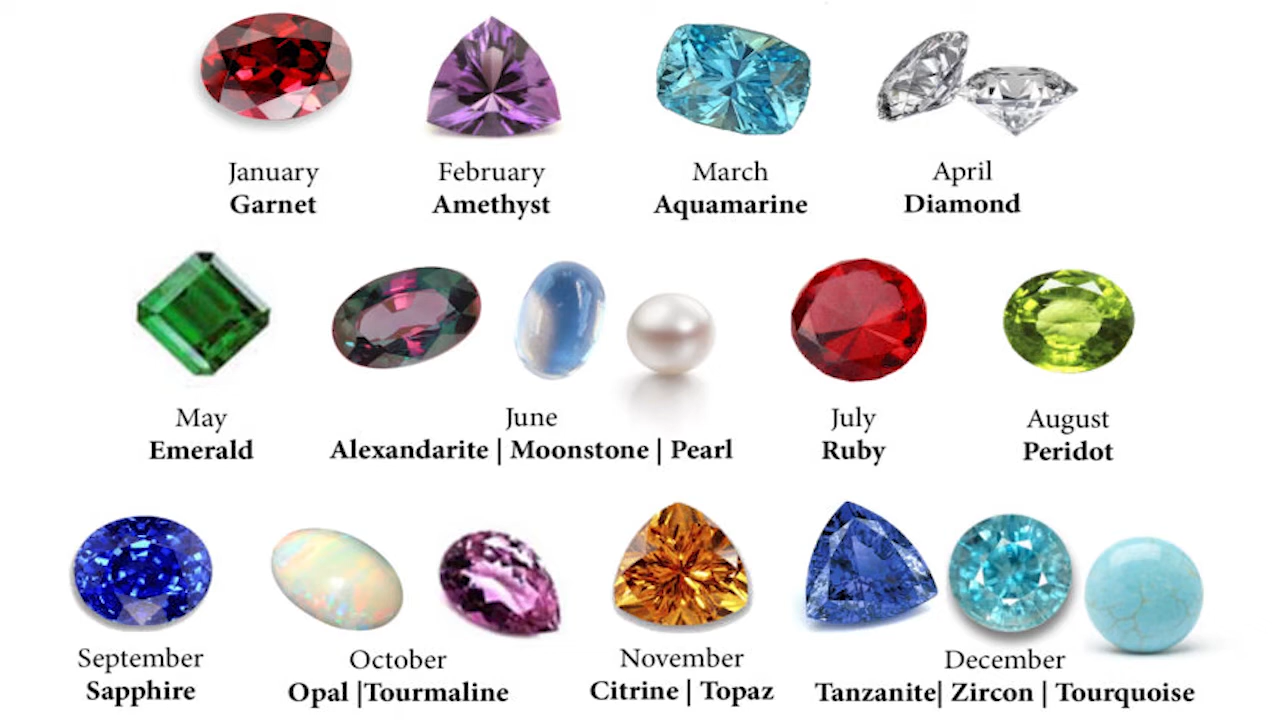 January
Garnet
February
Amethyst
March
Aquamarine
April
Diamond
May
Emerald
June
Alexandarite | Moonstone | Pearl
July
Ruby
August
Peridot
September
Sapphire
October
Opal |Tourmaline
November
Citrine | Topaz
December
Tanzanite| Zircon | Tourquoise